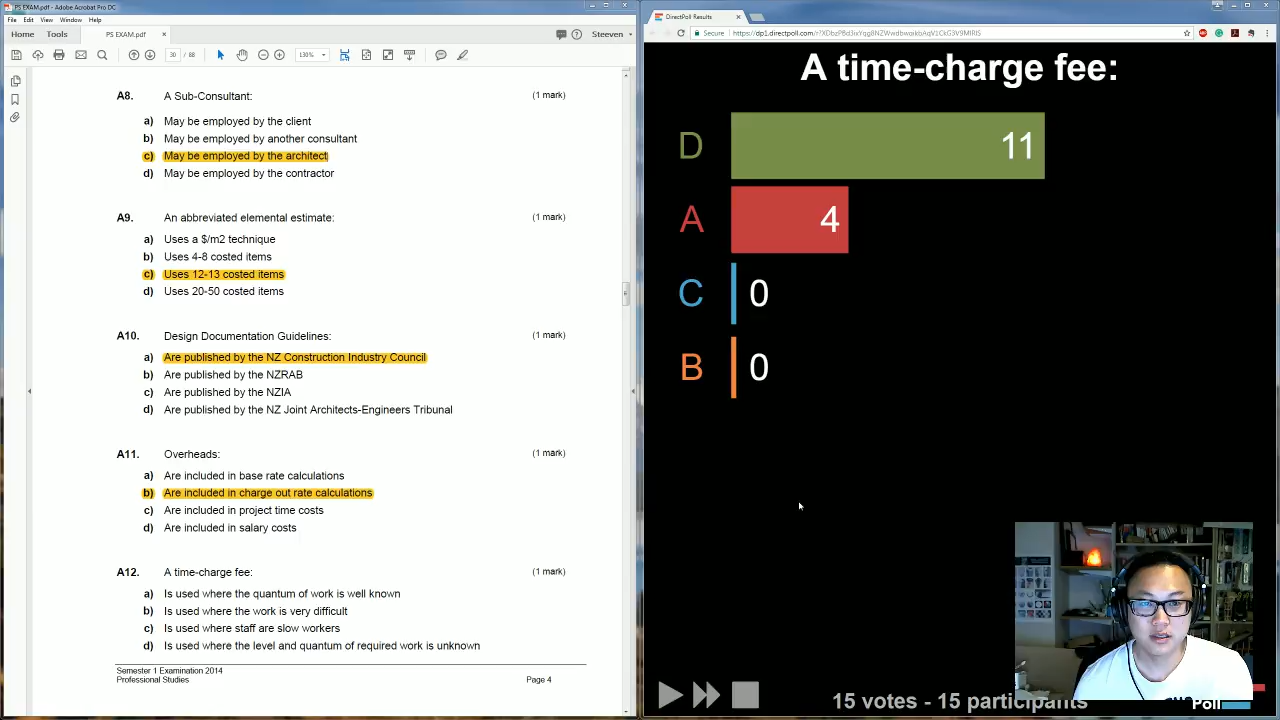 PS EXAM.pdf - Adobe Acrobat Pro DC
File Edit View Window Help
Home Tools PS EXAM.pdf × Steeven
30 / 88 130%
A8. A Sub-Consultant: (1 mark)
a) May be employed by the client
b) May be employed by another consultant
c) May be employed by the architect
d) May be employed by the contractor
A9. An abbreviated elemental estimate: (1 mark)
a) Uses a $/m2 technique
b) Uses 4-8 costed items
c) Uses 12-13 costed items
d) Uses 20-50 costed items
A10. Design Documentation Guidelines: (1 mark)
a) Are published by the NZ Construction Industry Council
b) Are published by the NZRAB
c) Are published by the NZIA
d) Are published by the NZ Joint Architects-Engineers Tribunal
A11. Overheads: (1 mark)
a) Are included in base rate calculations
b) Are included in charge out rate calculations
c) Are included in project time costs
d) Are included in salary costs
A12. A time-charge fee: (1 mark)
a) Is used where the quantum of work is well known
b) Is used where the work is very difficult
c) Is used where staff are slow workers
d) Is used where the level and quantum of required work is unknown
Semester 1 Examination 2014
Professional Studies Page 4
DirectPoll Results
Secure
A time-charge fee:
D 11
A 4
C 0
B 0
15 votes - 15 participants
Poll